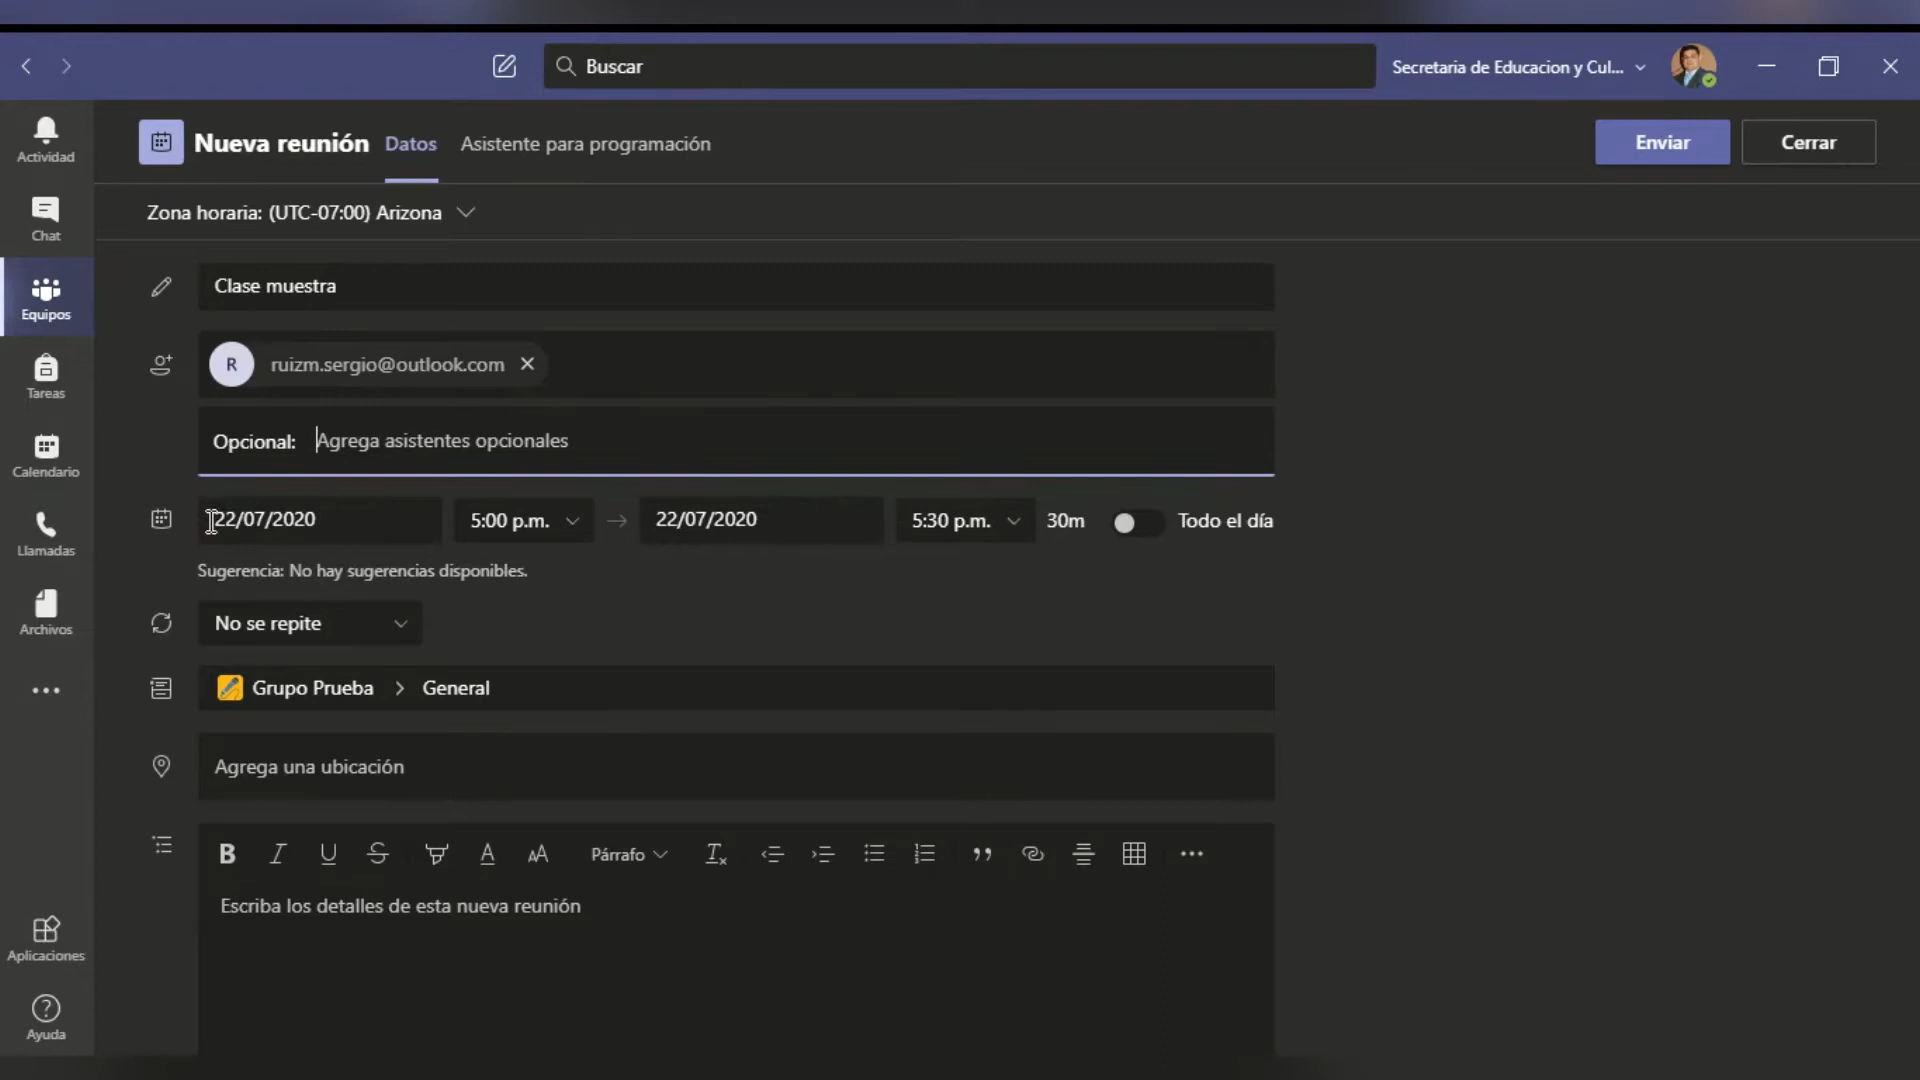 Buscar
Secretaria de Educacion y Cul...
Actividad
Chat
Equipos
Tareas
Calendario
Llamadas
Archivos
Aplicaciones
Ayuda
Nueva reunión
Datos
Asistente para programación
Enviar
Cerrar
Zona horaria: (UTC-07:00) Arizona
Clase muestra
R ruizm.sergio@outlook.com
Opcional: Agrega asistentes opcionales
22/07/2020 5:00 p.m. → 22/07/2020 5:30 p.m. 30m Todo el día
Sugerencia: No hay sugerencias disponibles.
No se repite
Grupo Prueba > General
Agrega una ubicación
B I U S A AA Párrafo
Escriba los detalles de esta nueva reunión